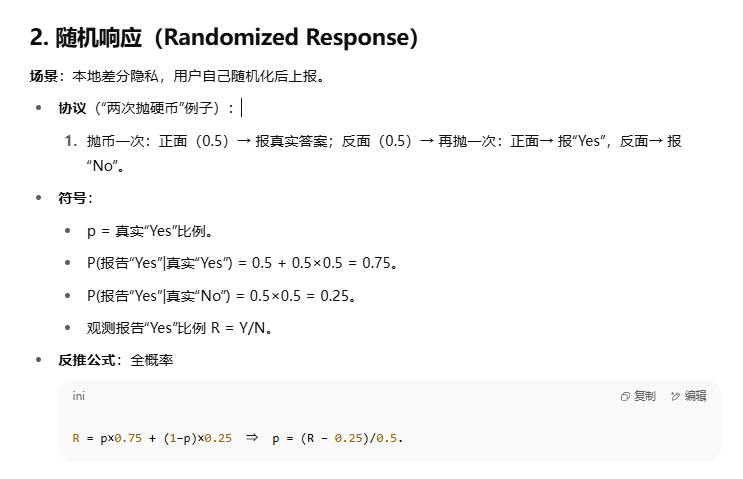 2. 随机响应（Randomized Response）
场景：本地差分隐私，用户自己随机化后上报。
协议（“两次抛硬币”例子）：
1. 抛币一次：正面（0.5）→ 报真实答案；反面（0.5）→ 再抛一次：正面→ 报“Yes”，反面→ 报
“No”。
符号：
p = 真实“Yes”比例。
P(报告“Yes”|真实“Yes”) = 0.5 + 0.5×0.5 = 0.75。
P(报告“Yes”|真实“No”) = 0.5×0.5 = 0.25。
观测报告“Yes”比例 R = Y/N。
反推公式：全概率
ini 复制 编辑
R = p×0.75 + (1−p)×0.25 ⇒ p = (R − 0.25)/0.5.